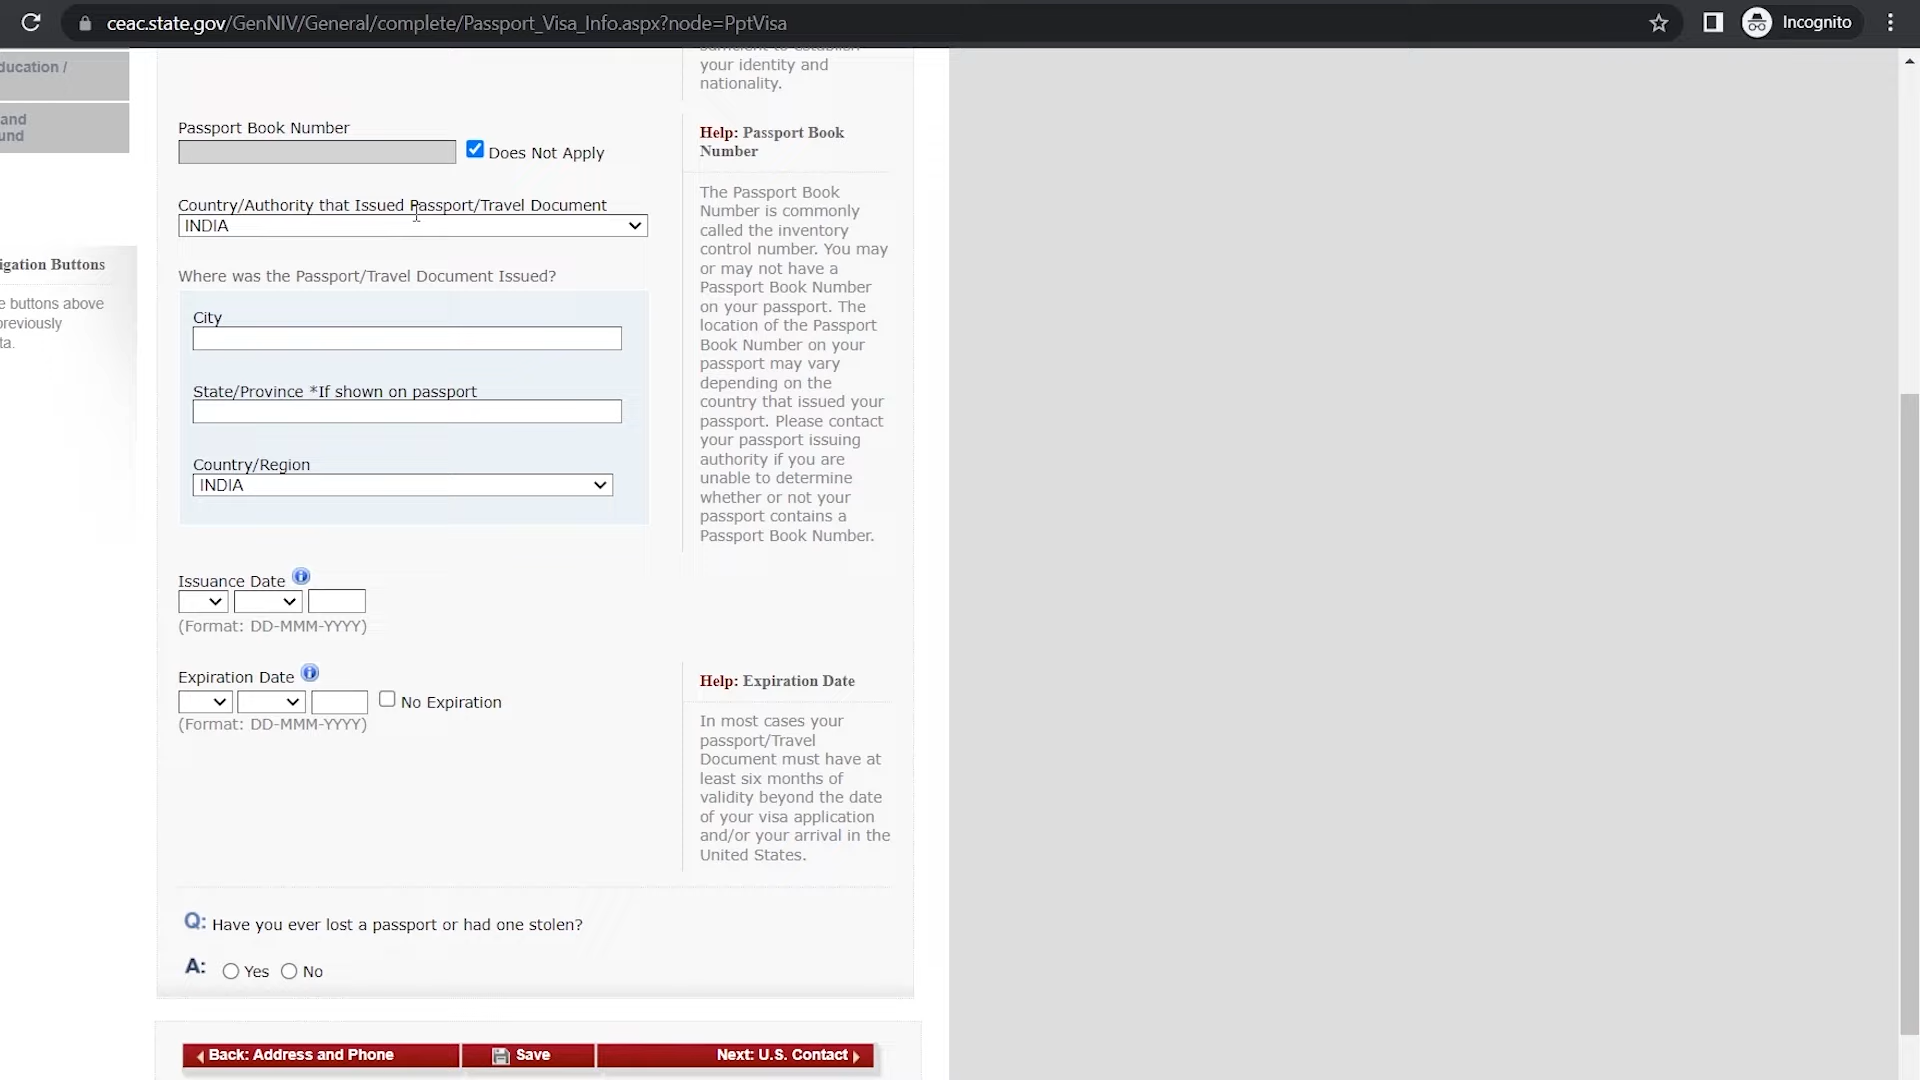 ceac.state.gov/GenNIV/General/complete/Passport_Visa_Info.aspx?node=PptVisa
Incognito
ducation /
and
und
igation Buttons
e buttons above
previously
ta.
sufficient to establish
your identity and
nationality.
Passport Book Number
Does Not Apply
Country/Authority that Issued Passport/Travel Document
INDIA
Where was the Passport/Travel Document Issued?
City
State/Province *If shown on passport
Country/Region
INDIA
Help: Passport Book
Number
The Passport Book
Number is commonly
called the inventory
control number. You may
or may not have a
Passport Book Number
on your passport. The
location of the Passport
Book Number on your
passport may vary
depending on the
country that issued your
passport. Please contact
your passport issuing
authority if you are
unable to determine
whether or not your
passport contains a
Passport Book Number.
Issuance Date
(Format: DD-MMM-YYYY)
Expiration Date
No Expiration
(Format: DD-MMM-YYYY)
Help: Expiration Date
In most cases your
passport/Travel
Document must have at
least six months of
validity beyond the date
of your visa application
and/or your arrival in the
United States.
Q: Have you ever lost a passport or had one stolen?
A: Yes No
Back: Address and Phone
Save
Next: U.S. Contact